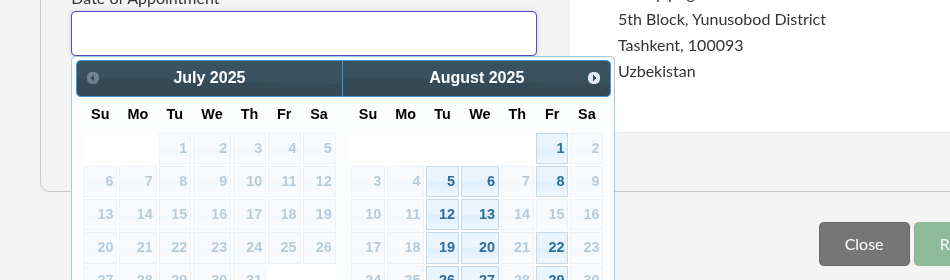 Date of Appointment
5th Block, Yunusobod District
Tashkent, 100093
Uzbekistan
July 2025 August 2025
Su Mo Tu We Th Fr Sa Su Mo Tu We Th Fr Sa
1 2 3 4 5 1 2
6 7 8 9 10 11 12 3 4 5 6 7 8 9
13 14 15 16 17 18 19 10 11 12 13 14 15 16
20 21 22 23 24 25 26 17 18 19 20 21 22 23
27 28 29 30 31 24 25 26 27 28 29 30
Close